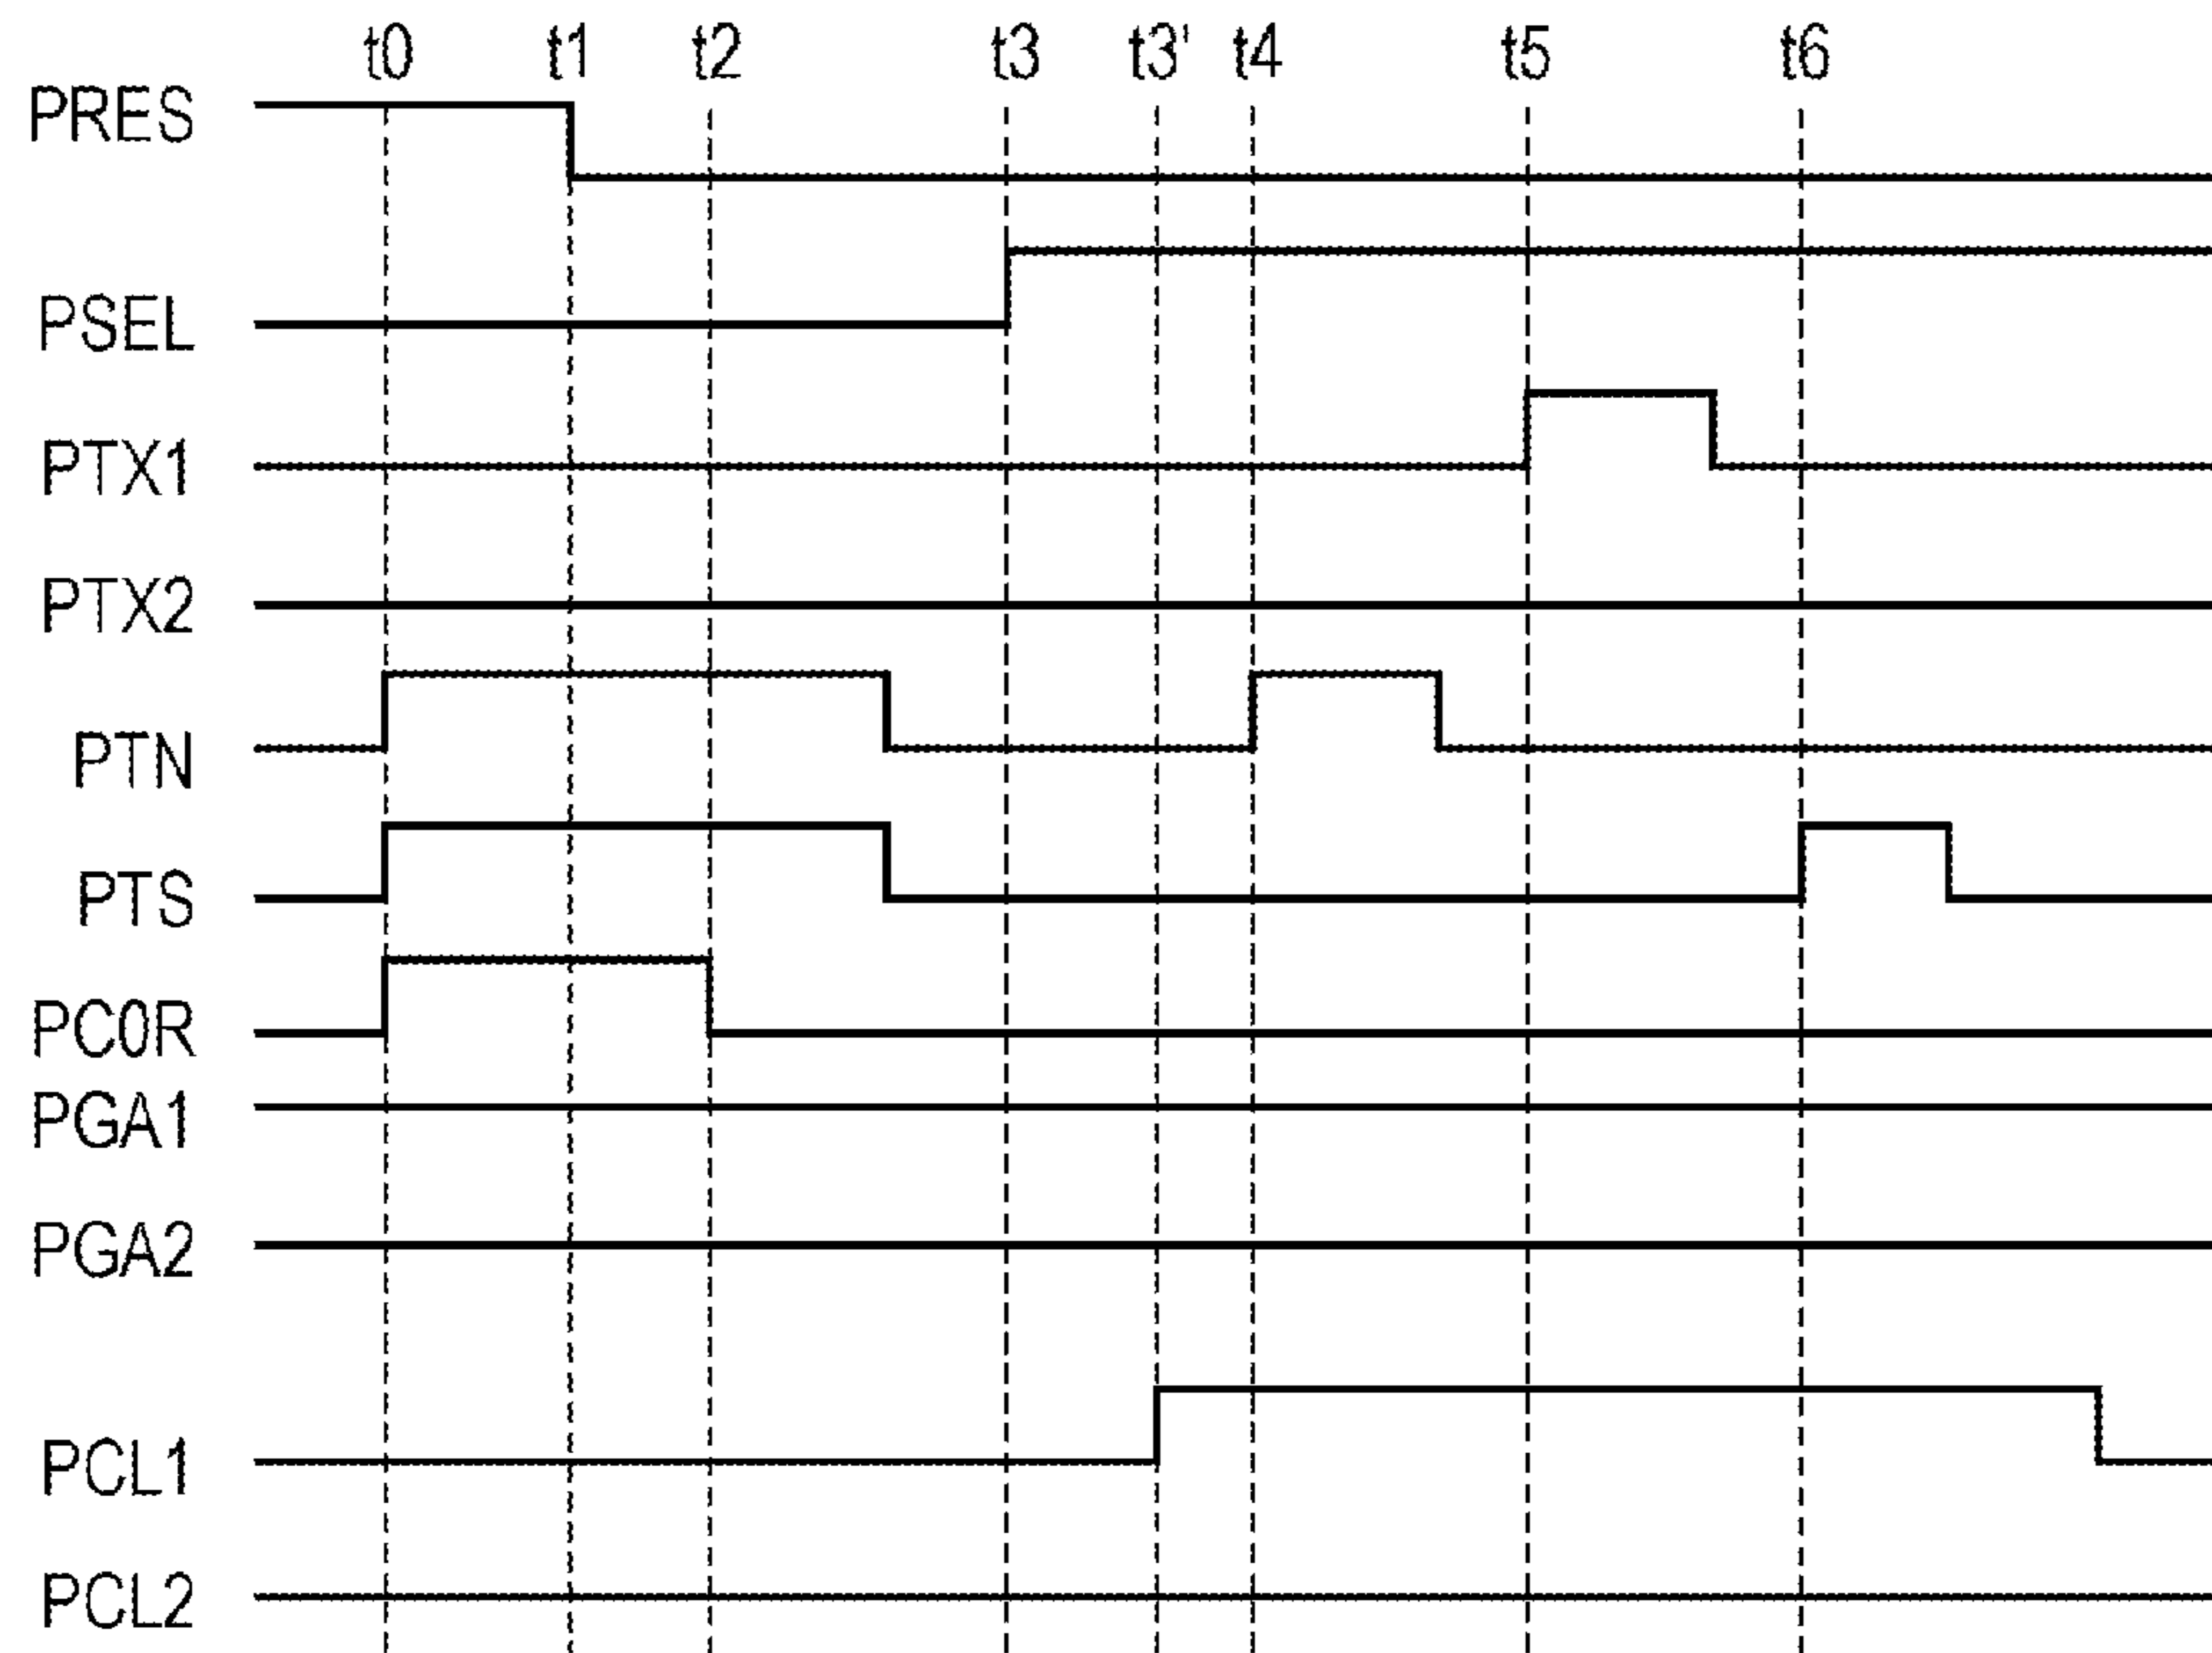 t0 t1 t2 t3 t3' t4 t5 t6
PRES
PSEL
PTX1
PTX2
PTN
PTS
PC0R
PGA1
PGA2
PCL1
PCL2